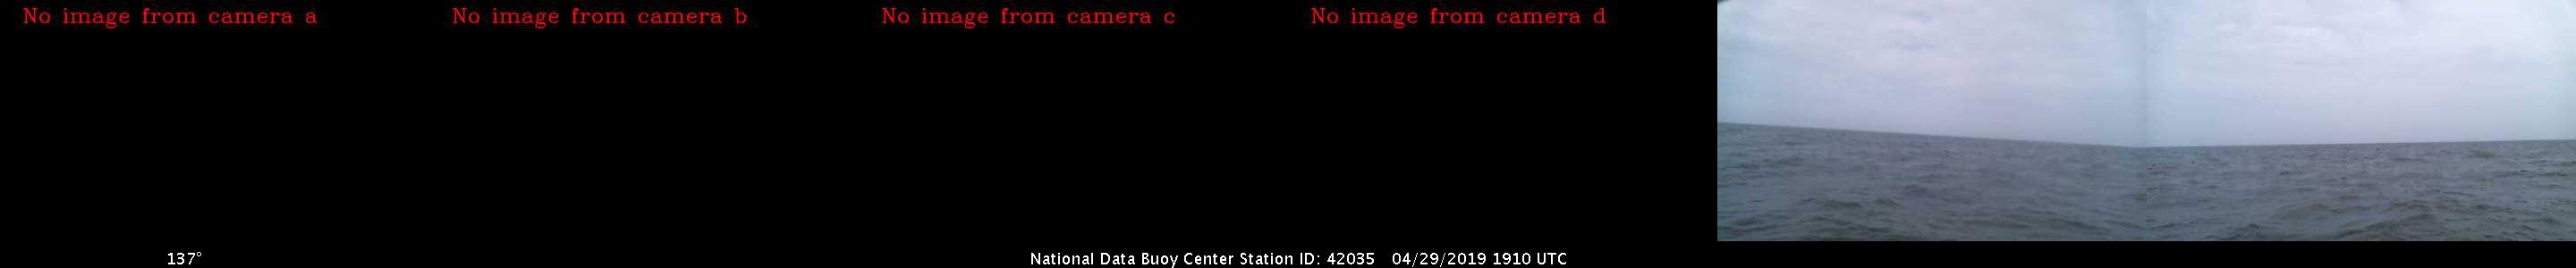 No image from camera a
No image from camera b
No image from camera c
No image from camera d
137°
National Data Buoy Center Station ID: 42035 04/29/2019 1910 UTC